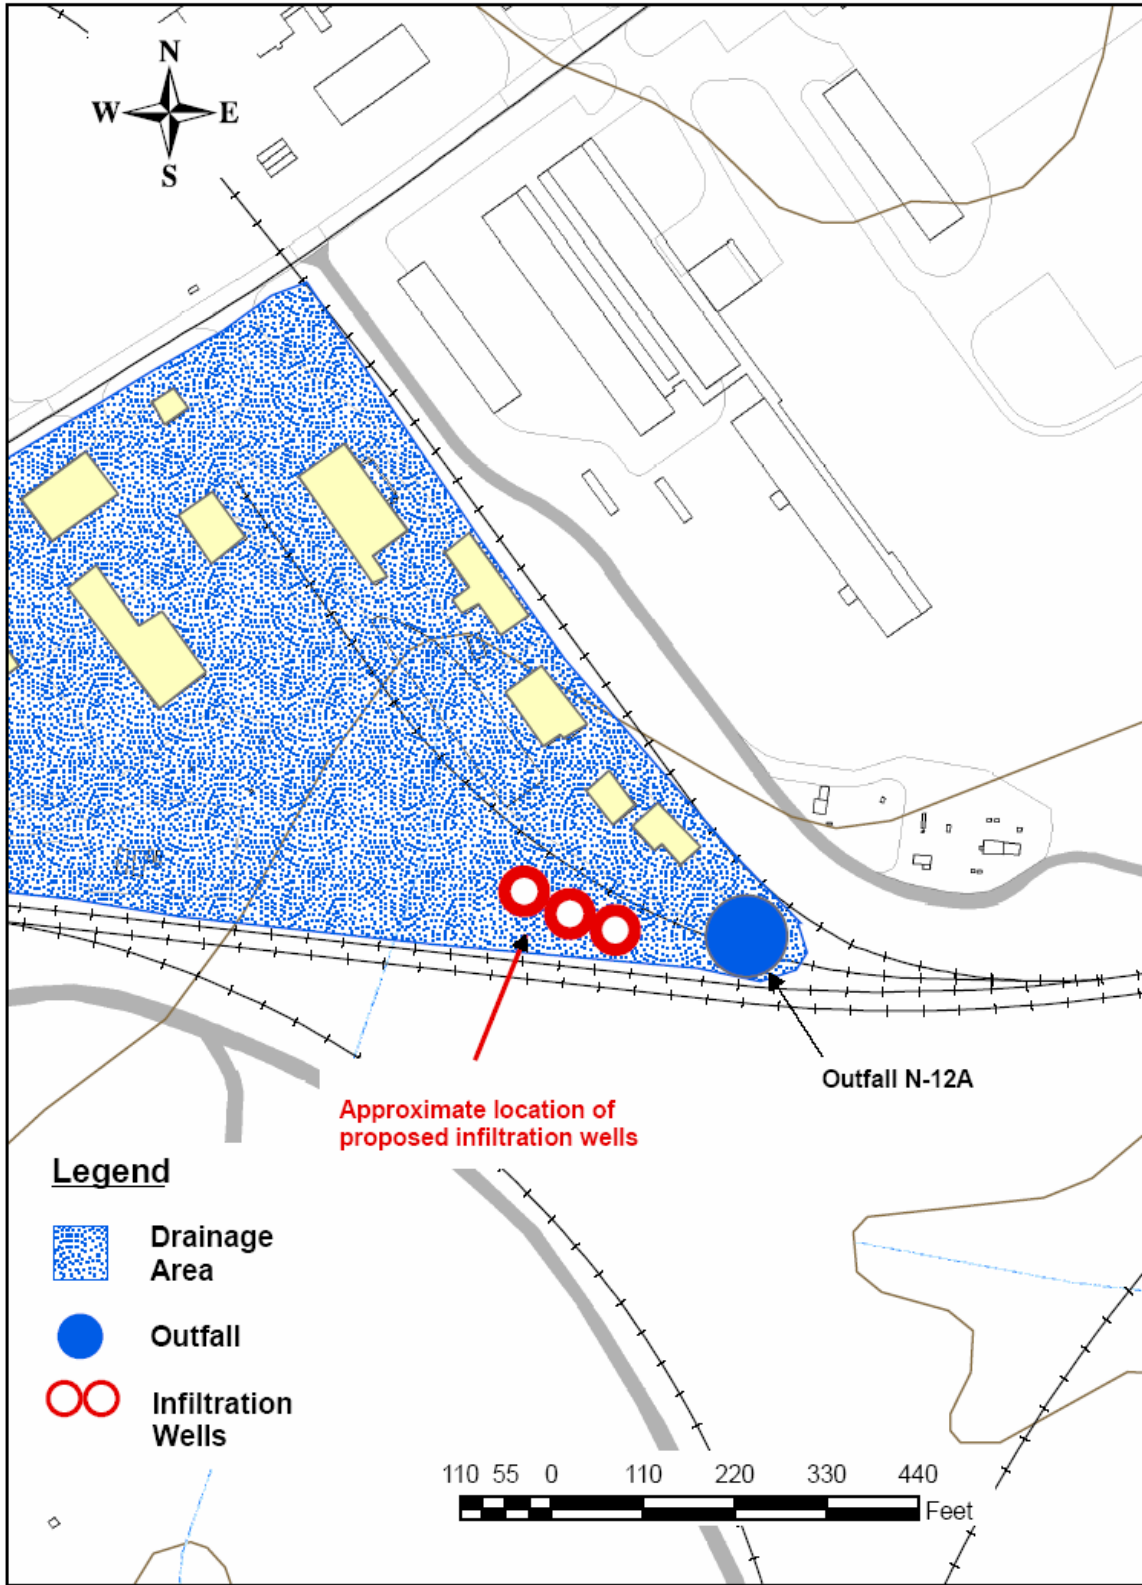 N
W E
S
Outfall N-12A
Approximate location of
proposed infiltration wells
Legend
Drainage
Area
Outfall
Infiltration
Wells
110 55 0 110 220 330 440
Feet